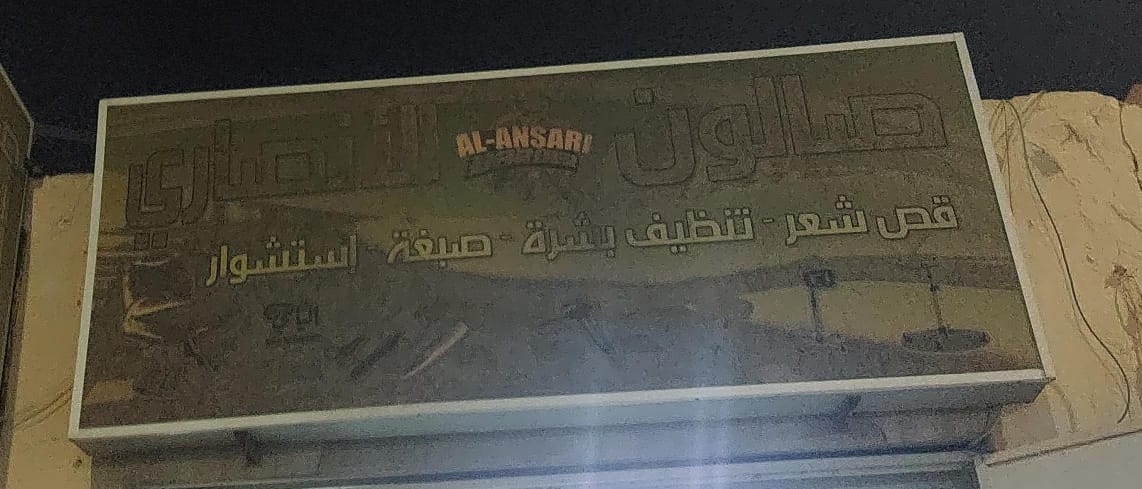 صالون الأنصاري
AL-ANSARI
قص شعر - تنظيف بشرة - صبغة - إستشوار